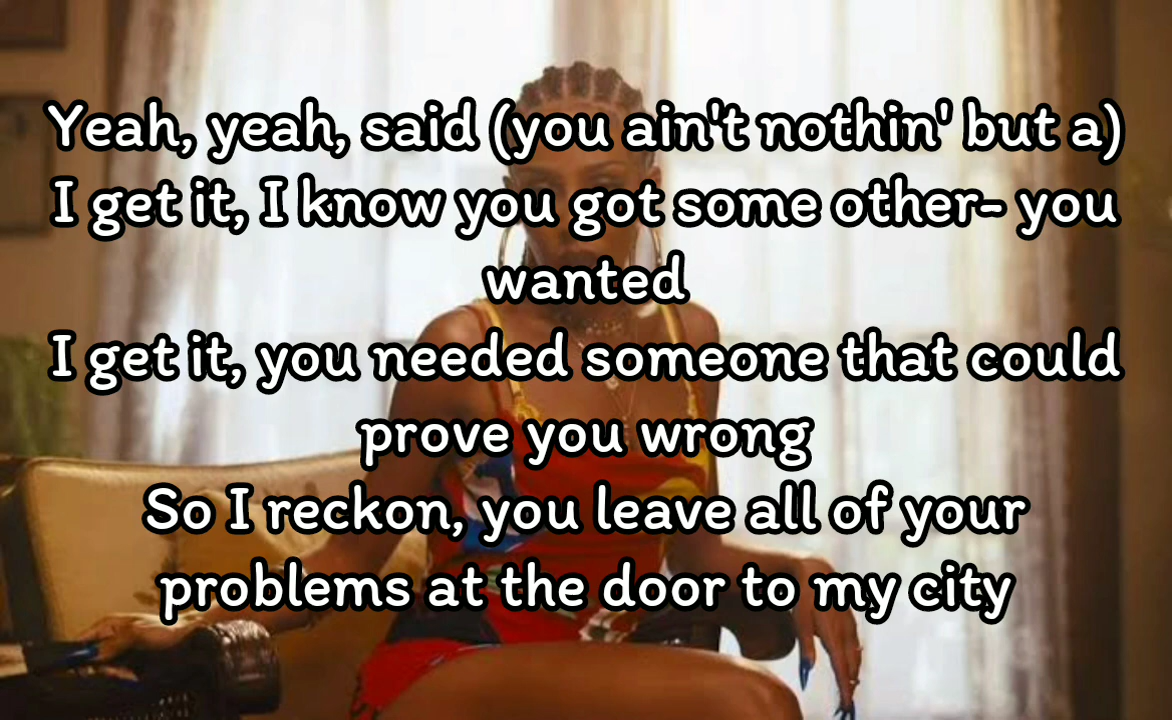 Yeah, yeah, said (you ain't nothin' but a)
I get it, I know you got some other- you
wanted
I get it, you needed someone that could
prove you wrong
So I reckon, you leave all of your
problems at the door to my city